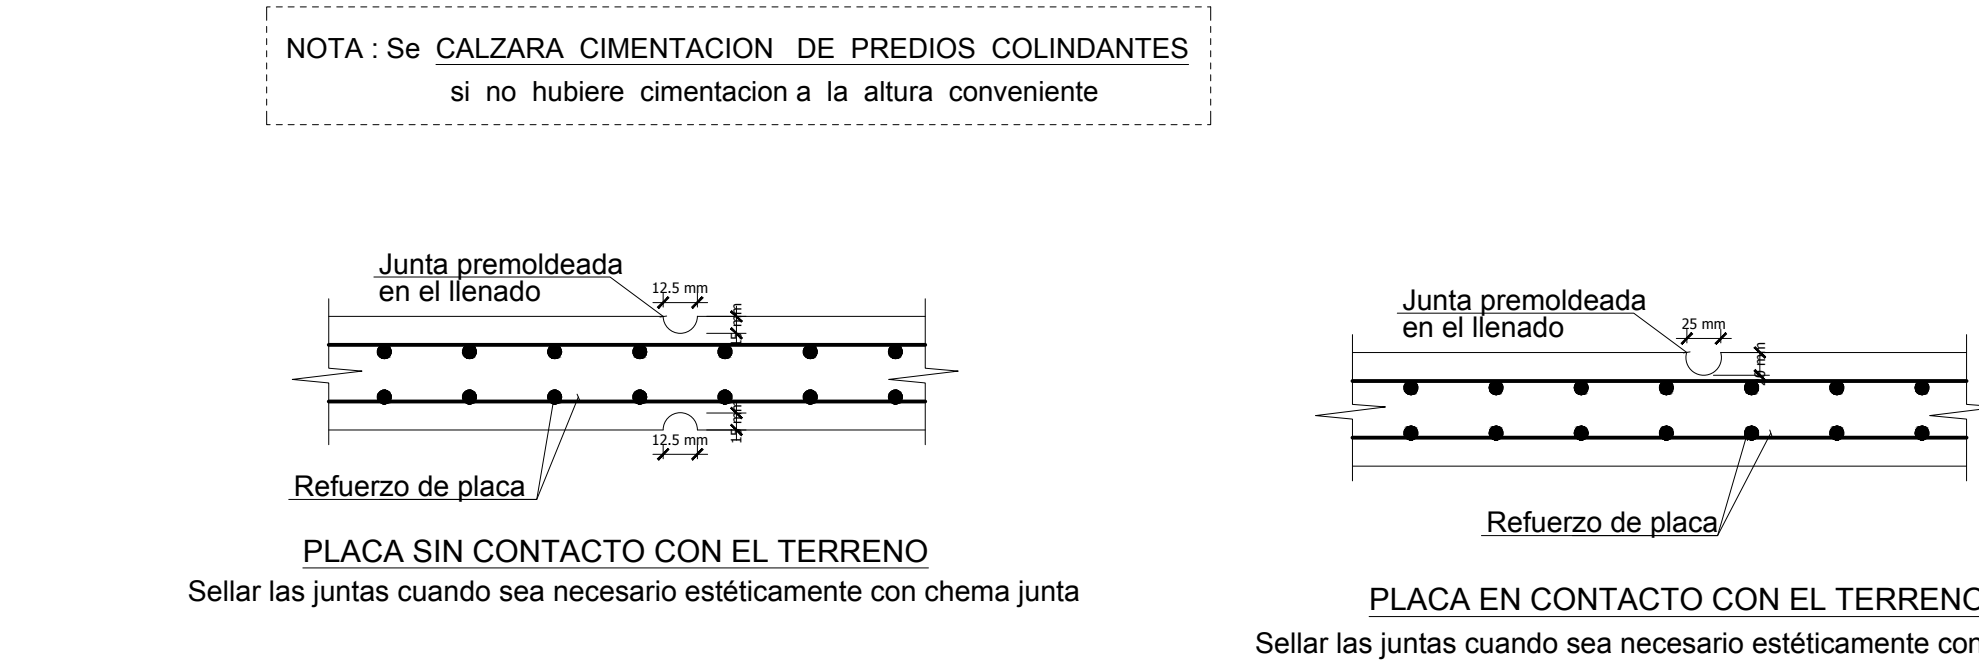 NOTA : Se CALZARA CIMENTACION DE PREDIOS COLINDANTES
si no hubiere cimentacion a la altura conveniente
Junta premoldeada
en el llenado
12.5 mm
12.5 mm
Refuerzo de placa
PLACA SIN CONTACTO CON EL TERRENO
Sellar las juntas cuando sea necesario estéticamente con chema junta
Junta premoldeada
en el llenado
25 mm
Refuerzo de placa
PLACA EN CONTACTO CON EL TERRENO
Sellar las juntas cuando sea necesario estéticamente con